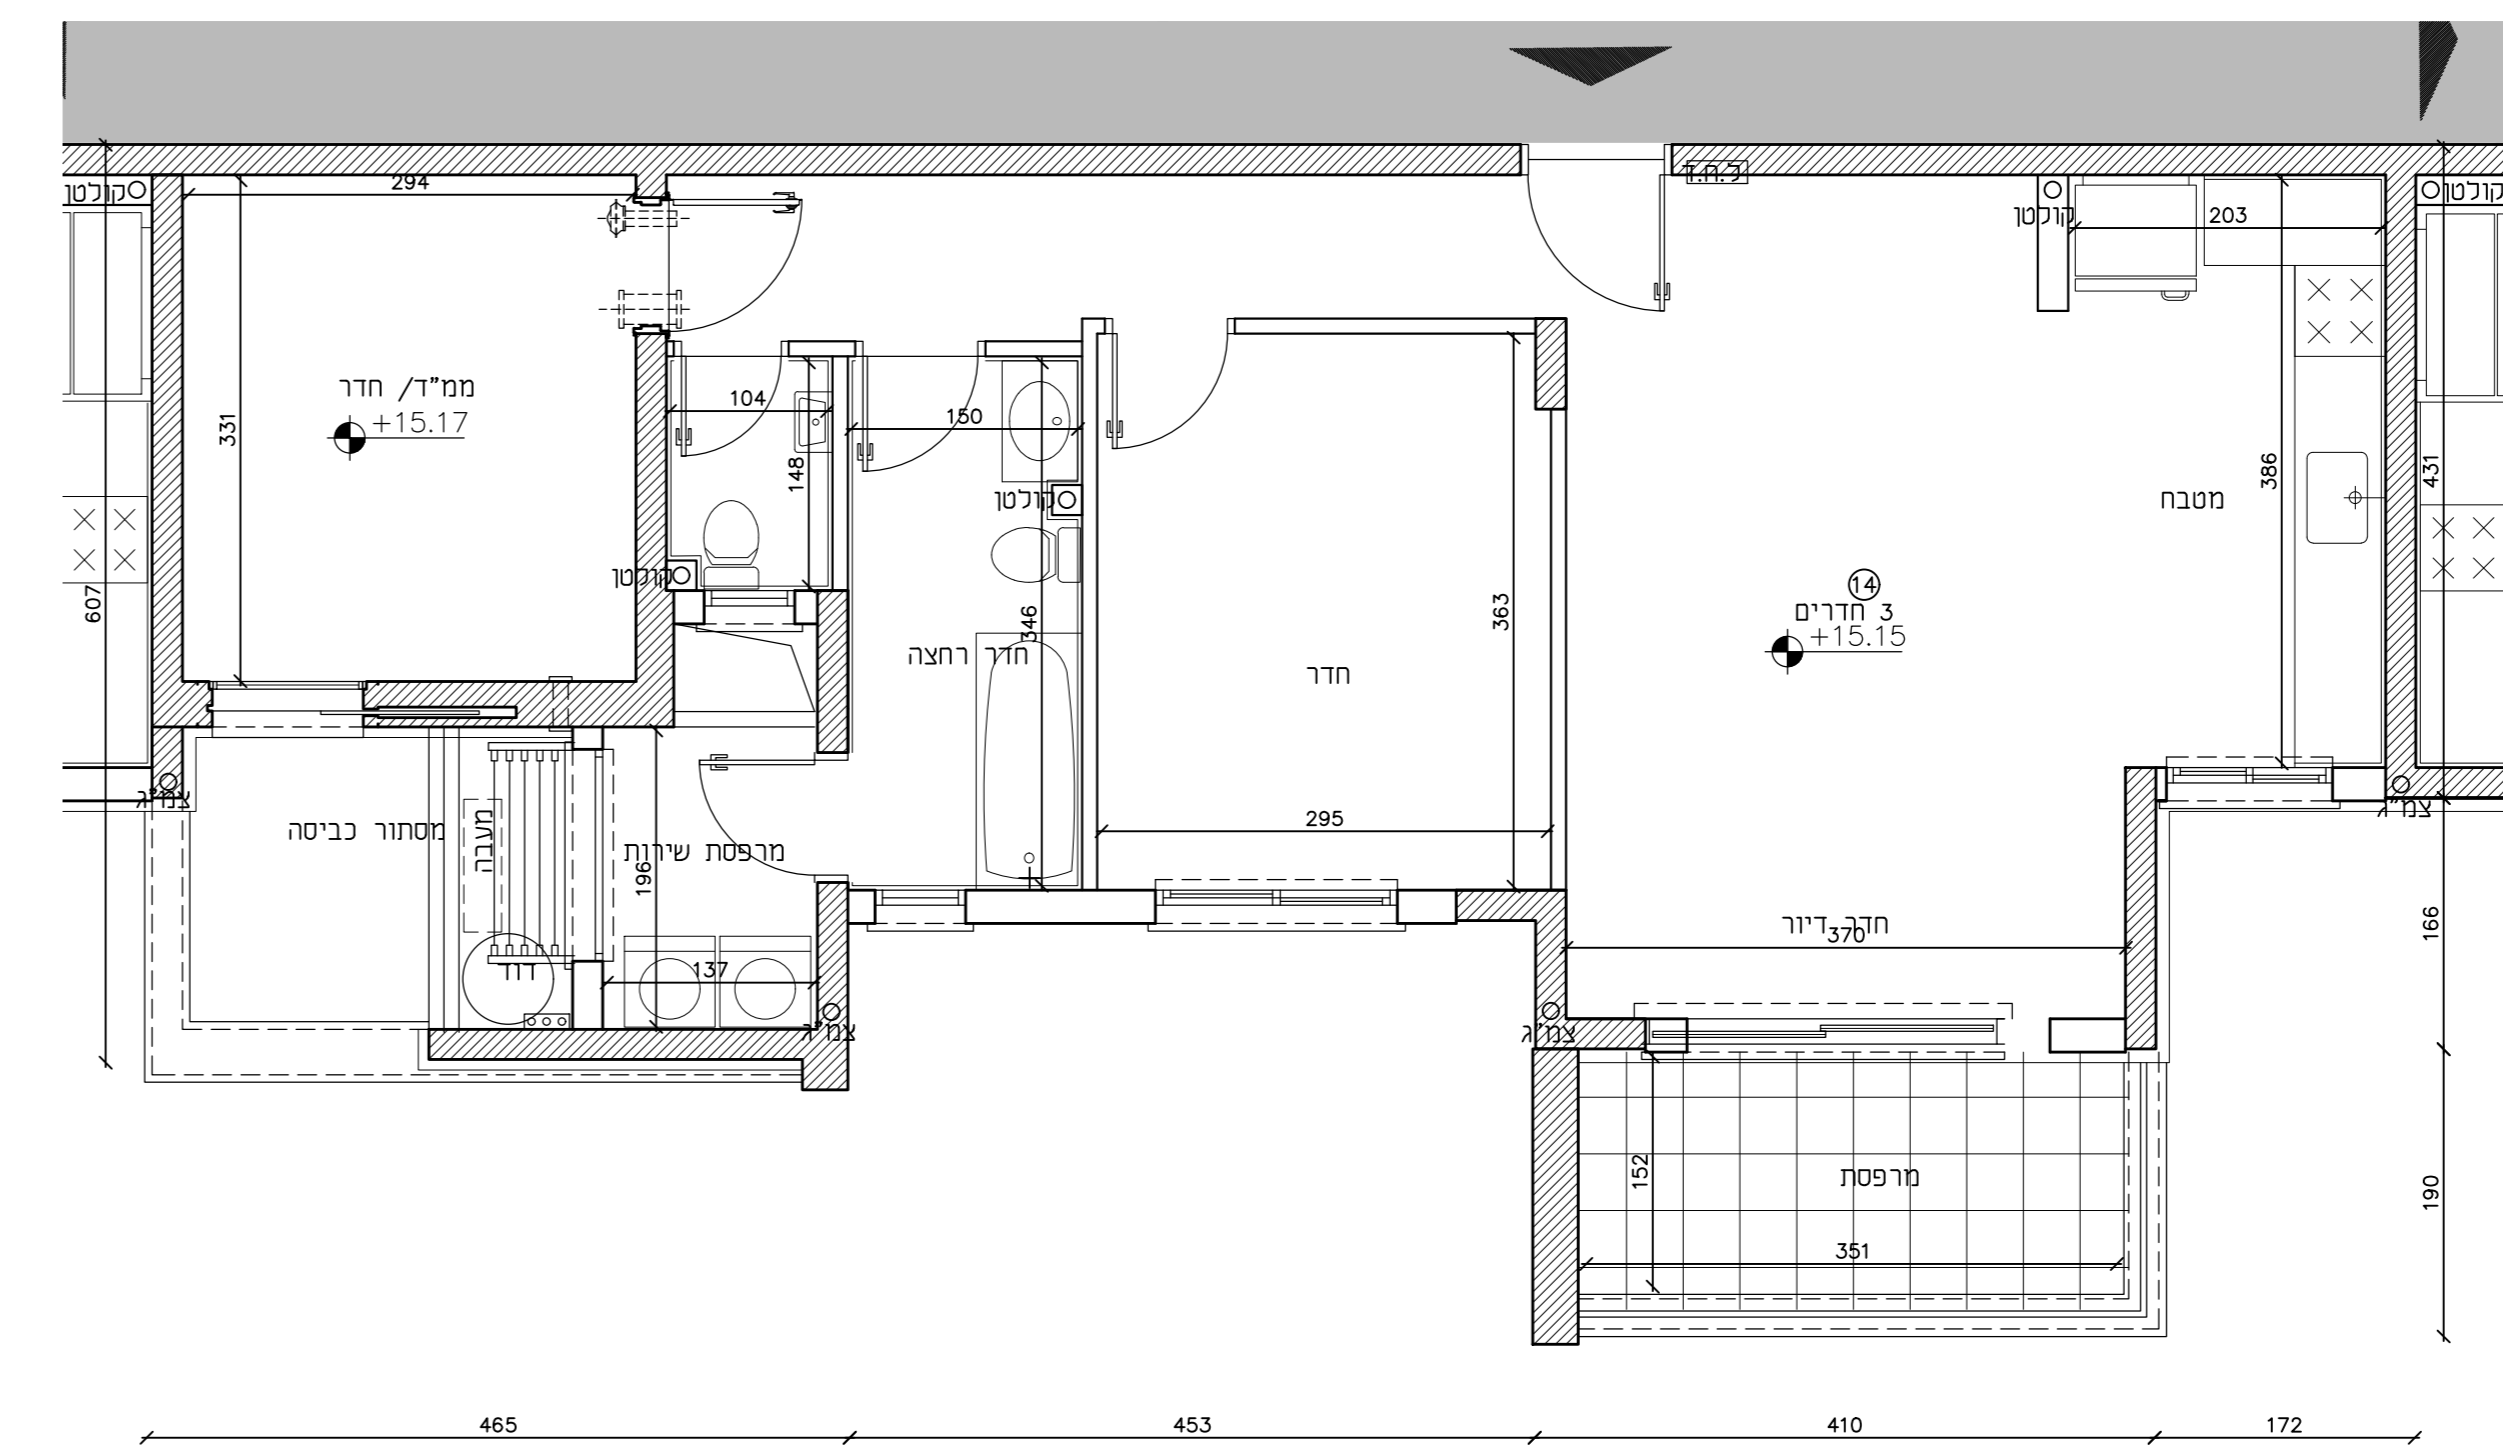 קולטן
294
ל.ח.ד
קולטן
203
קולטן
ממ"ד/ חדר
+15.17
331
104
150
148
קולטן
קולטן
386
431
מטבח
14
3 חדרים
+15.15
607
346
363
חדר רחצה
חדר
צמ"ג
מסתור כביסה
מעבה
מרפסת שירות
196
295
צמ"ג
חדר דיור
370
166
דוד
137
צמ"ג
צמ"ג
152
מרפסת
190
351
465
453
410
172